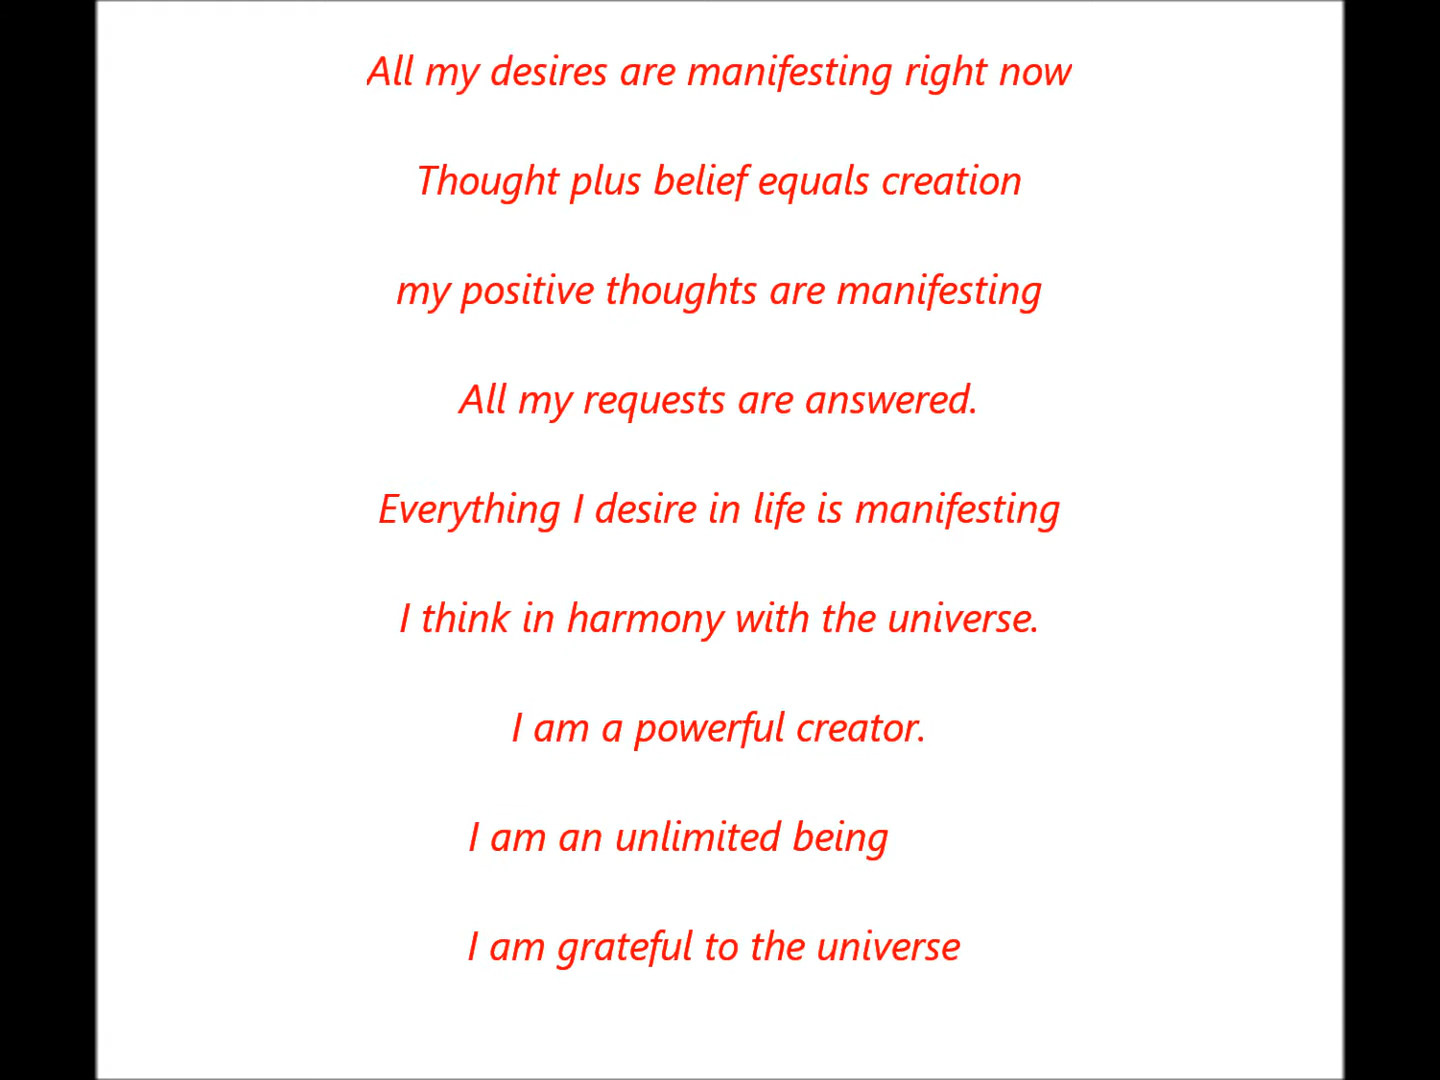 All my desires are manifesting right now
Thought plus belief equals creation
my positive thoughts are manifesting
All my requests are answered.
Everything I desire in life is manifesting
I think in harmony with the universe.
I am a powerful creator.
I am an unlimited being
I am grateful to the universe